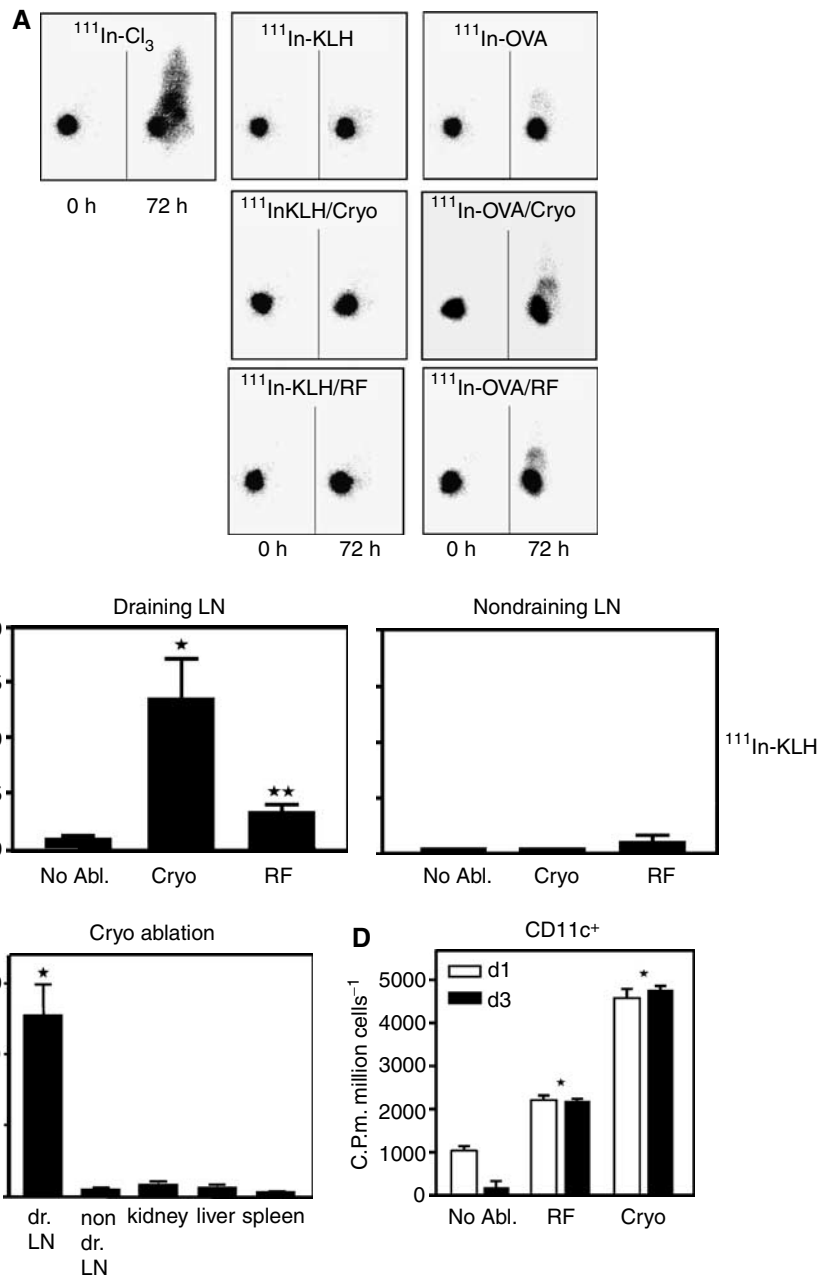 A
¹¹¹In-Cl₃
¹¹¹In-KLH
¹¹¹In-OVA
0 h 72 h
¹¹¹InKLH/Cryo
¹¹¹In-OVA/Cryo
¹¹¹In-KLH/RF
¹¹¹In-OVA/RF
0 h 72 h 0 h 72 h
Draining LN
★
★★
No Abl. Cryo RF
Nondraining LN
¹¹¹In-KLH
No Abl. Cryo RF
Cryo ablation
★
dr. LN
non dr. LN
kidney
liver
spleen
D
CD11c⁺
d1
d3
★
★
C.P.m. million cells⁻¹
5000
4000
3000
2000
1000
0
No Abl. RF Cryo